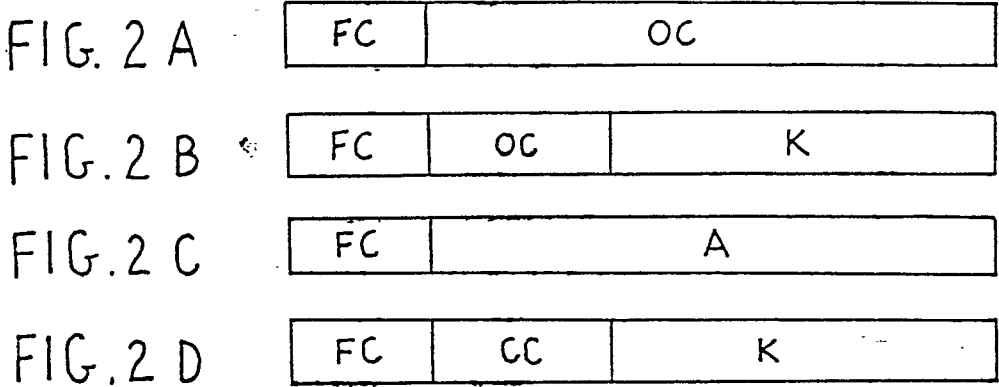 FIG. 2 A FC OC
FIG. 2 B FC OC K
FIG. 2 C FC A
FIG. 2 D FC CC K